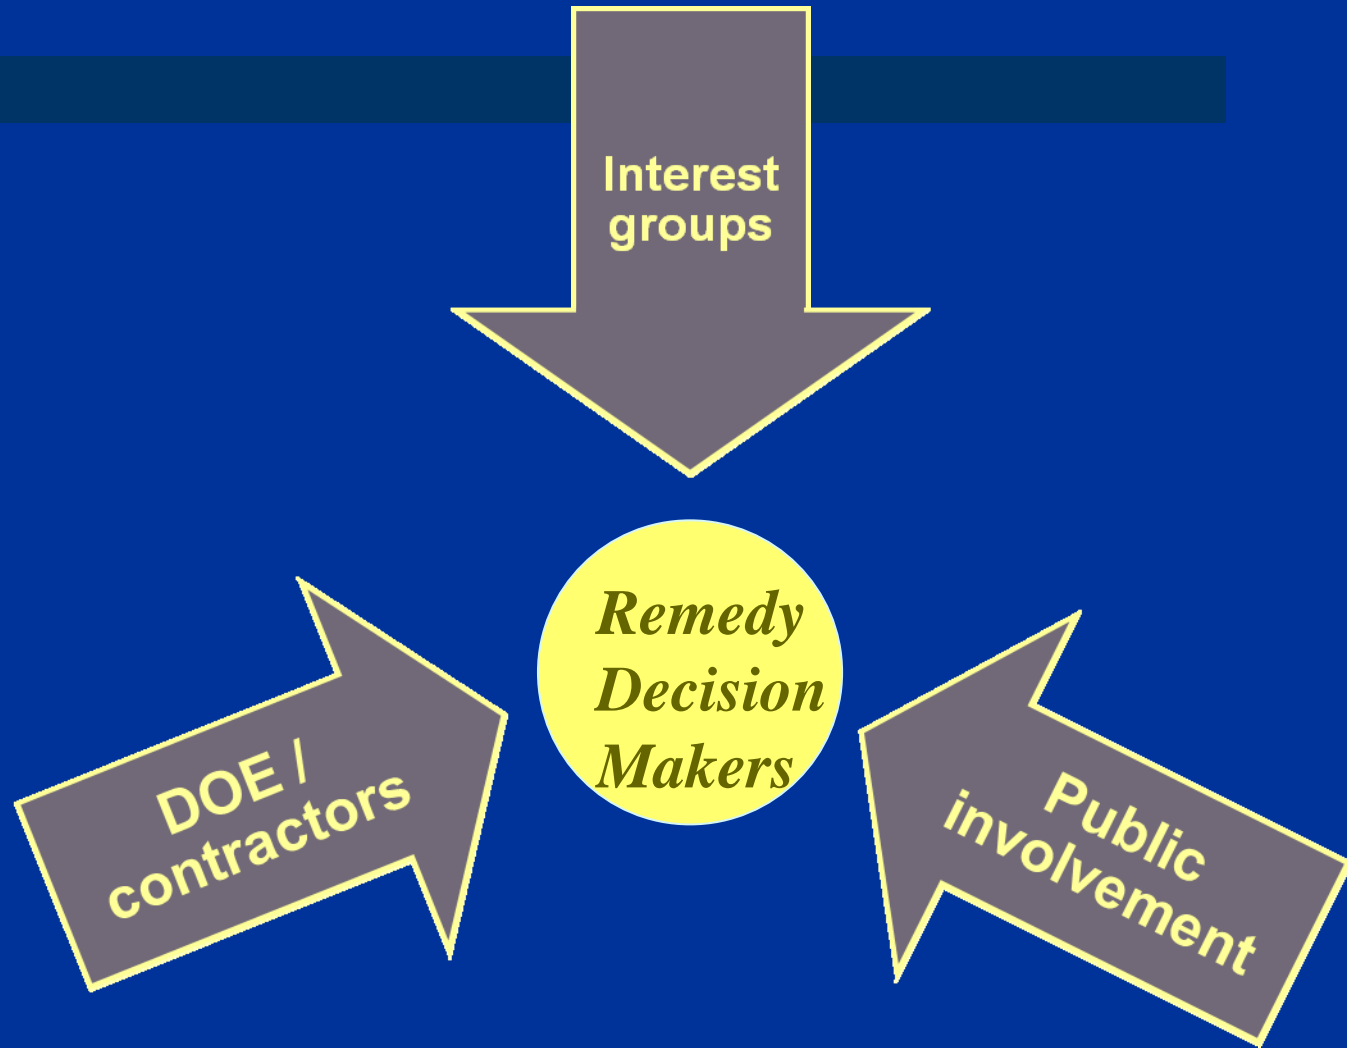 Interest
groups
Remedy
Decision
Makers
DOE /
contractors
Public
involvement